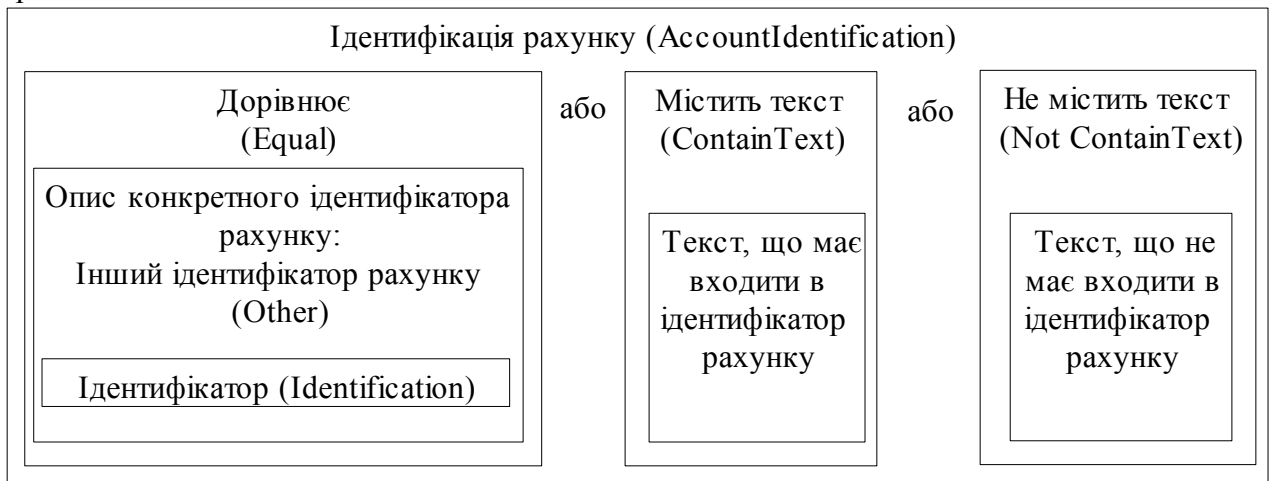 Ідентифікація рахунку (AccountIdentification)
Дорівнює
(Equal)
Опис конкретного ідентифікатора
рахунку:
Інший ідентифікатор рахунку
(Other)
Ідентифікатор (Identification)
або
Містить текст
(ContainText)
Текст, що має
входити в
ідентифікатор
рахунку
або
Не містить текст
(Not ContainText)
Текст, що не
має входити в
ідентифікатор
рахунку